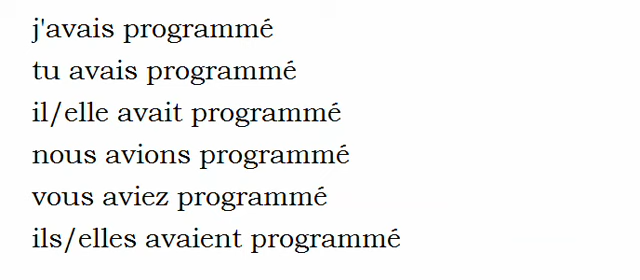 j'avais programmé
tu avais programmé
il/elle avait programmé
nous avions programmé
vous aviez programmé
ils/elles avaient programmé